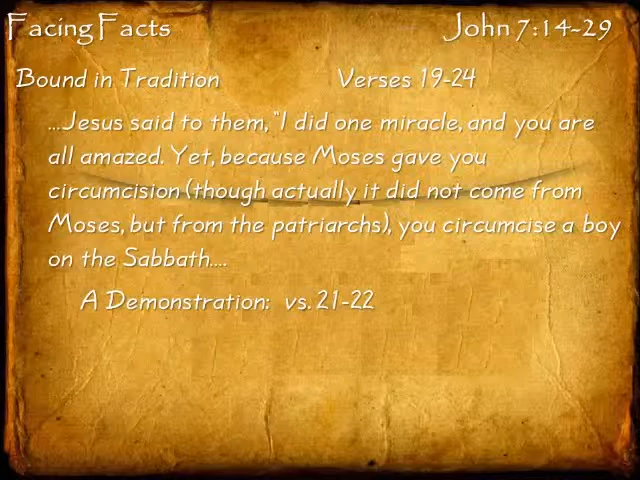 Facing Facts John 7:14-29
Bound in Tradition Verses 19-24
...Jesus said to them, "I did one miracle, and you are
all amazed. Yet, because Moses gave you
circumcision (though actually it did not come from
Moses, but from the patriarchs), you circumcise a boy
on the Sabbath....
A Demonstration: vs. 21-22